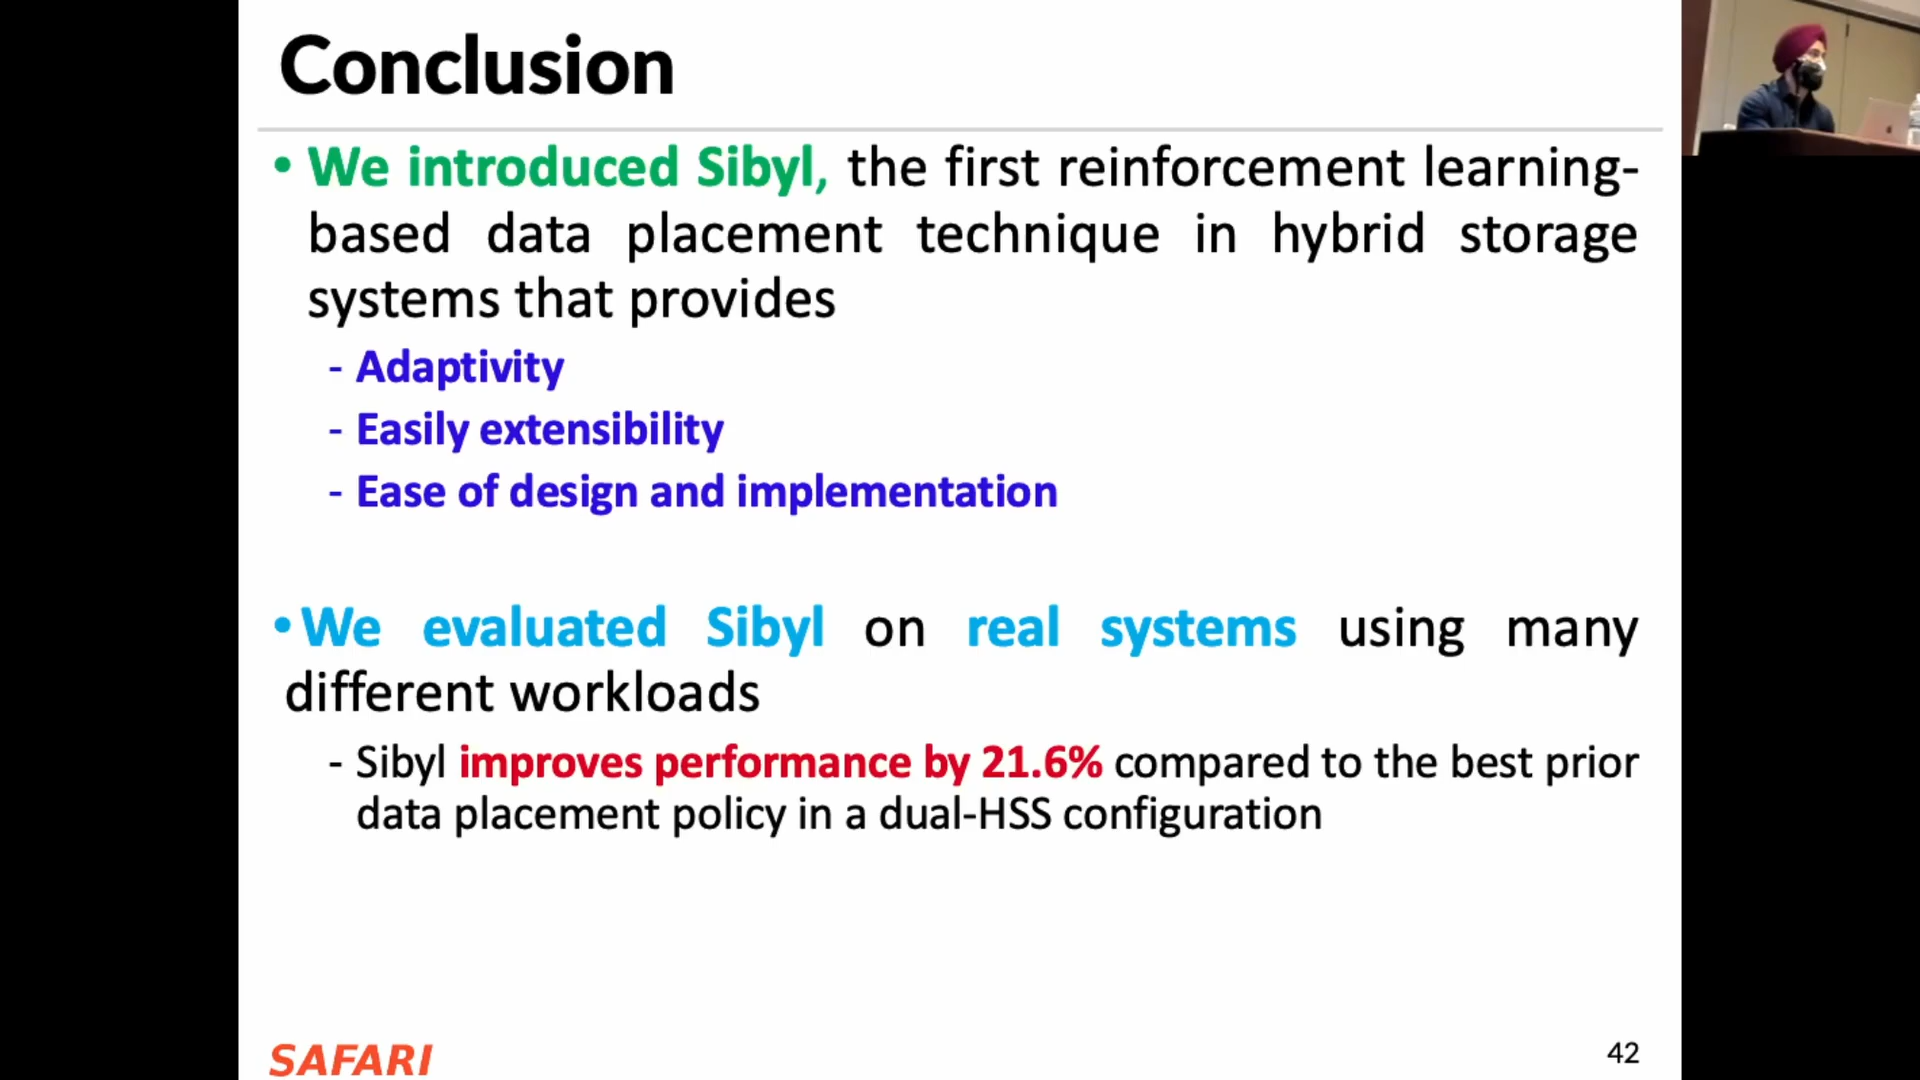 Conclusion
• We introduced Sibyl, the first reinforcement learning-
based data placement technique in hybrid storage
systems that provides
- Adaptivity
- Easily extensibility
- Ease of design and implementation
• We evaluated Sibyl on real systems using many
different workloads
- Sibyl improves performance by 21.6% compared to the best prior
data placement policy in a dual-HSS configuration
SAFARI
42